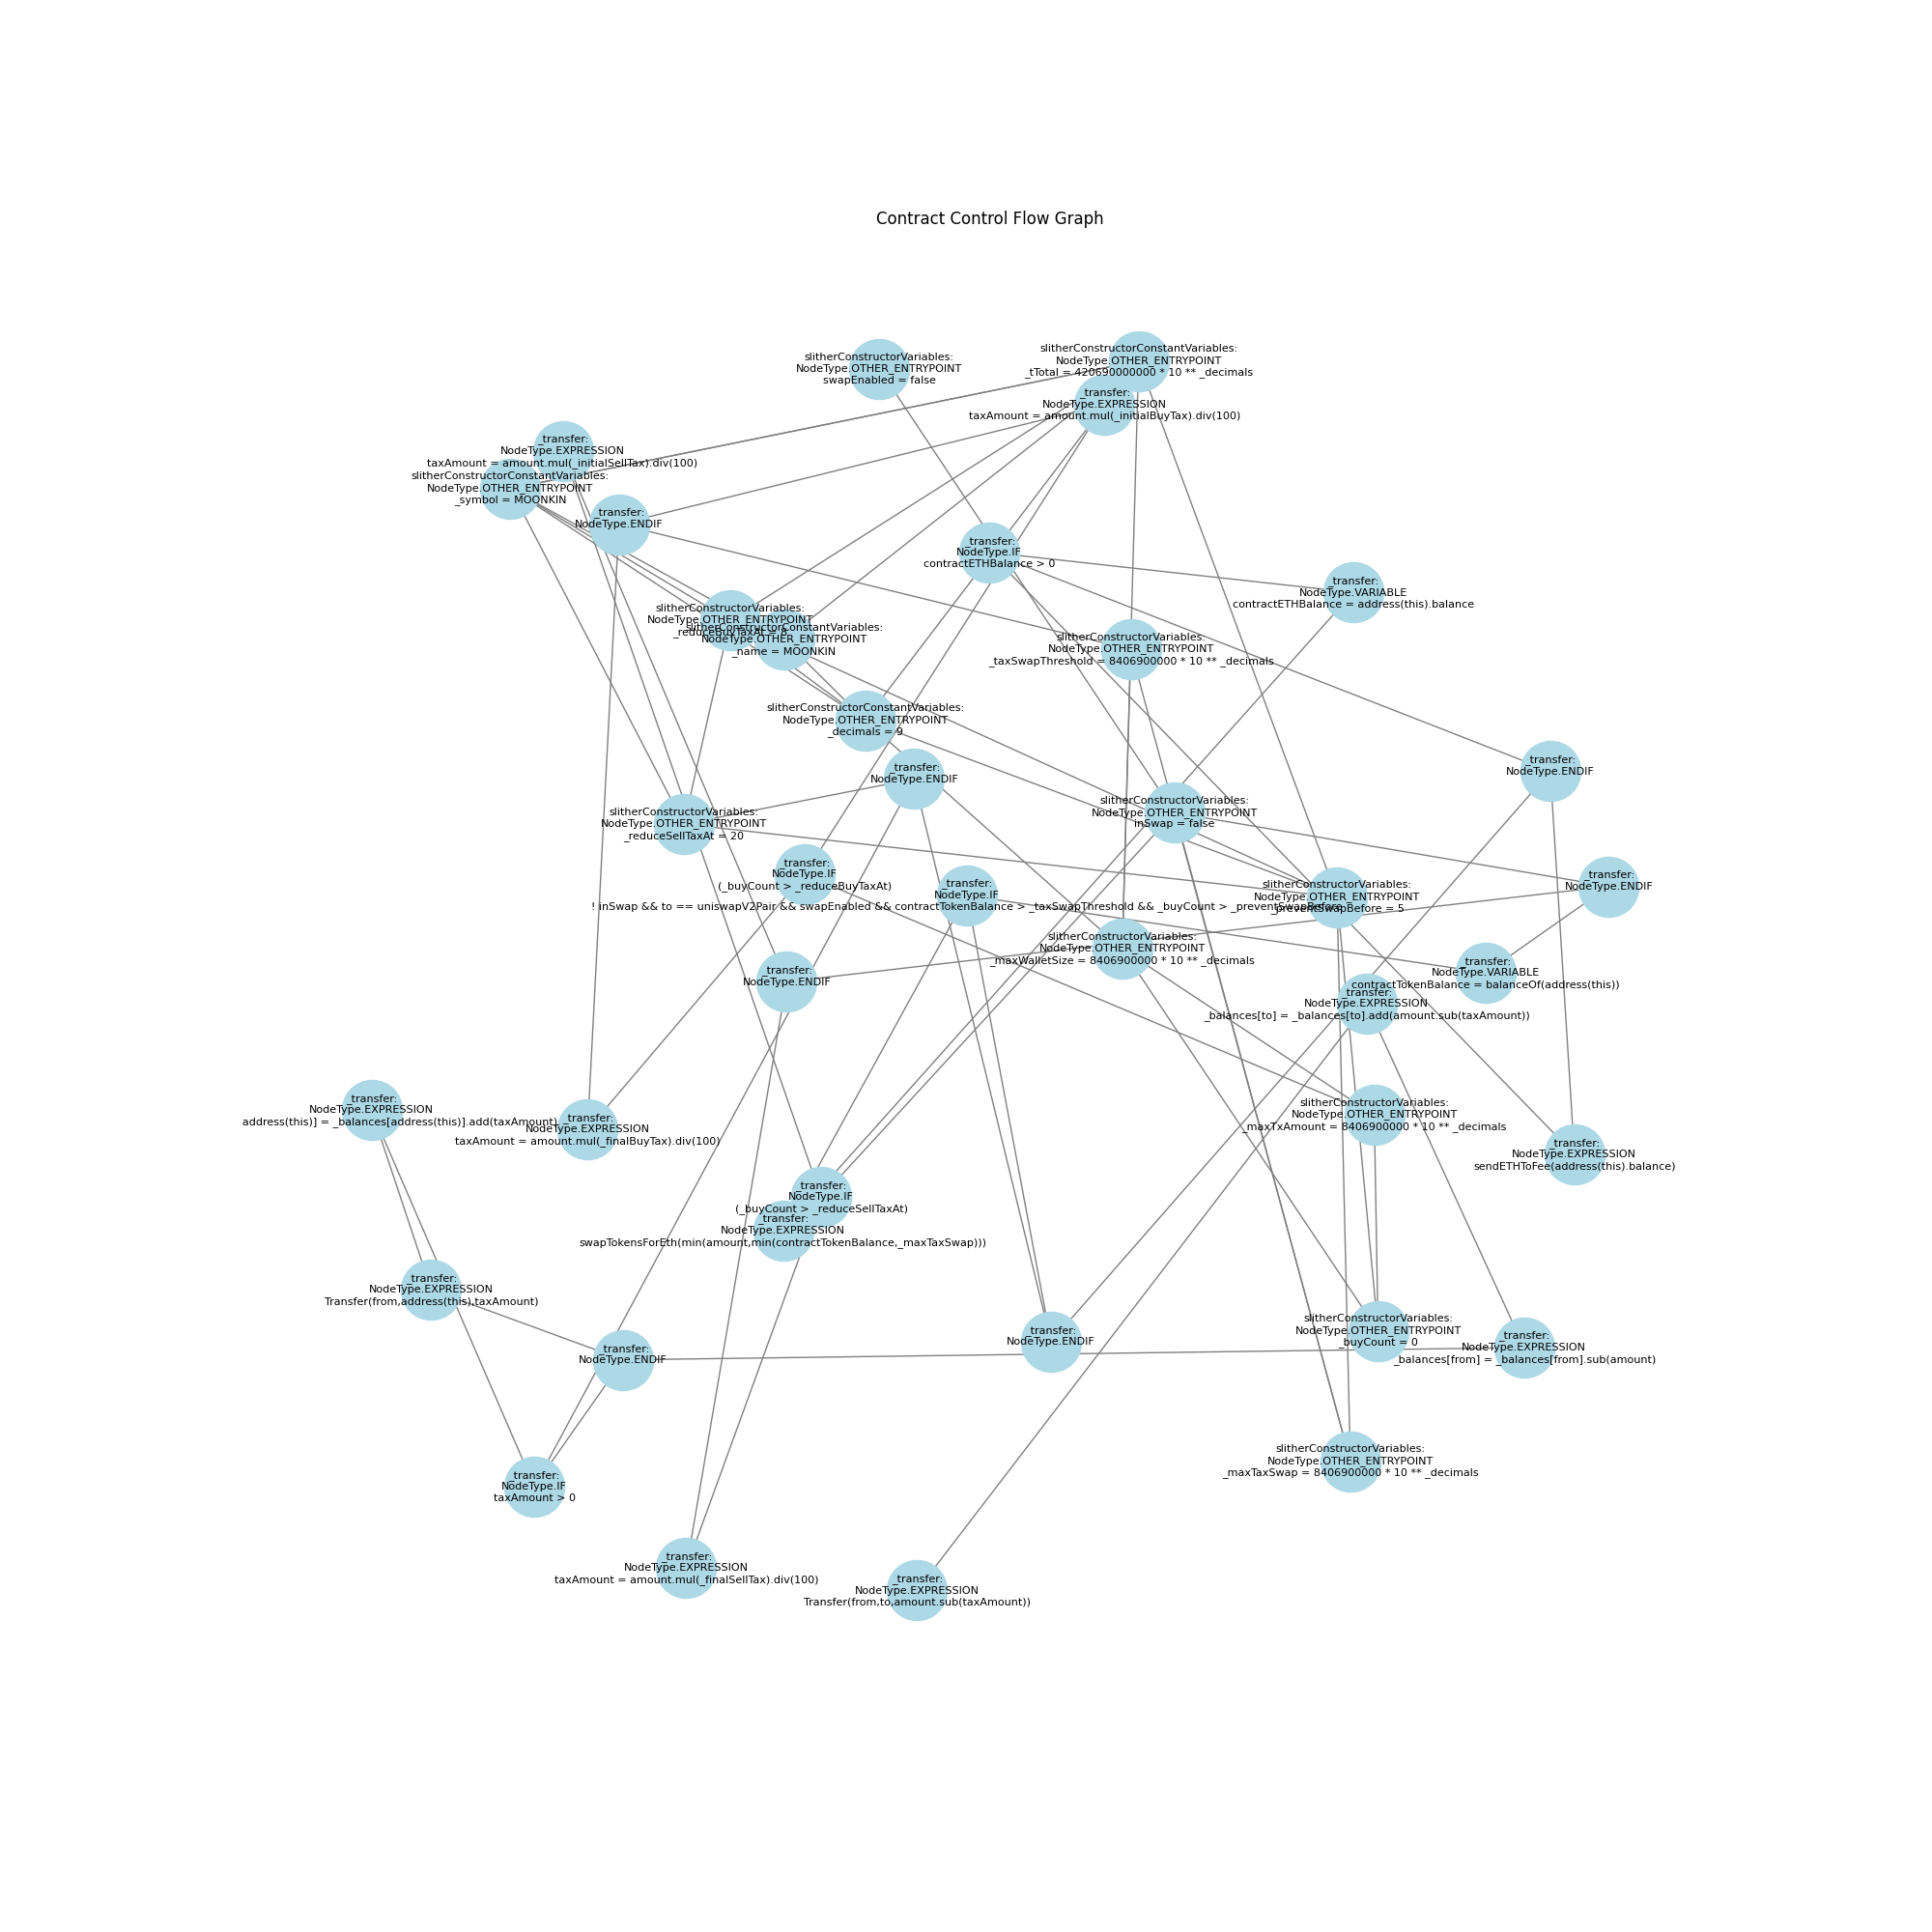 Contract Control Flow Graph
slitherConstructorVariables:
NodeType.OTHER_ENTRYPOINT
swapEnabled = false
slitherConstructorConstantVariables:
NodeType.OTHER_ENTRYPOINT
_tTotal = 420690000000 * 10 ** _decimals
_transfer:
NodeType.EXPRESSION
taxAmount = amount.mul(_initialBuyTax).div(100)
_transfer:
NodeType.EXPRESSION
taxAmount = amount.mul(_initialSellTax).div(100)
slitherConstructorConstantVariables:
NodeType.OTHER_ENTRYPOINT
_symbol = MOONKIN
_transfer:
NodeType.ENDIF
_transfer:
NodeType.IF
contractETHBalance > 0
_transfer:
NodeType.VARIABLE
contractETHBalance = address(this).balance
slitherConstructorVariables:
NodeType.OTHER_ENTRYPOINT
_reduceBuyTaxAt =
slitherConstructorConstantVariables:
NodeType.OTHER_ENTRYPOINT
_name = MOONKIN
slitherConstructorVariables:
NodeType.OTHER_ENTRYPOINT
_taxSwapThreshold = 8406900000 * 10 ** _decimals
slitherConstructorConstantVariables:
NodeType.OTHER_ENTRYPOINT
_decimals = 9
_transfer:
NodeType.ENDIF
_transfer:
NodeType.ENDIF
slitherConstructorVariables:
NodeType.OTHER_ENTRYPOINT
inSwap = false
slitherConstructorVariables:
NodeType.OTHER_ENTRYPOINT
_reduceSellTaxAt = 20
_transfer:
NodeType.IF
(_buyCount > _reduceBuyTaxAt)
_transfer:
NodeType.IF
! inSwap && to == uniswapV2Pair && swapEnabled && contractTokenBalance > _taxSwapThreshold && _buyCount > _preventSwapBefore
slitherConstructorVariables:
NodeType.OTHER_ENTRYPOINT
_preventSwapBefore = 5
_transfer:
NodeType.ENDIF
slitherConstructorVariables:
NodeType.OTHER_ENTRYPOINT
_maxWalletSize = 8406900000 * 10 ** _decimals
_transfer:
NodeType.VARIABLE
contractTokenBalance = balanceOf(address(this))
_transfer:
NodeType.ENDIF
_transfer:
NodeType.EXPRESSION
_balances[to] = _balances[to].add(amount.sub(taxAmount))
_transfer:
NodeType.EXPRESSION
address(this)] = _balances[address(this)].add(taxAmount)
_transfer:
NodeType.EXPRESSION
taxAmount = amount.mul(_finalBuyTax).div(100)
slitherConstructorVariables:
NodeType.OTHER_ENTRYPOINT
_maxTxAmount = 8406900000 * 10 ** _decimals
_transfer:
NodeType.EXPRESSION
sendETHToFee(address(this).balance)
_transfer:
NodeType.IF
(_buyCount > _reduceSellTaxAt)
_transfer:
NodeType.EXPRESSION
swapTokensForEth(min(amount,min(contractTokenBalance,_maxTaxSwap)))
_transfer:
NodeType.EXPRESSION
Transfer(from,address(this),taxAmount)
_transfer:
NodeType.ENDIF
_transfer:
NodeType.ENDIF
slitherConstructorVariables:
NodeType.OTHER_ENTRYPOINT
_buyCount = 0
_transfer:
NodeType.EXPRESSION
_balances[from] = _balances[from].sub(amount)
slitherConstructorVariables:
NodeType.OTHER_ENTRYPOINT
_maxTaxSwap = 8406900000 * 10 ** _decimals
_transfer:
NodeType.IF
taxAmount > 0
_transfer:
NodeType.EXPRESSION
taxAmount = amount.mul(_finalSellTax).div(100)
_transfer:
NodeType.EXPRESSION
Transfer(from,to,amount.sub(taxAmount))